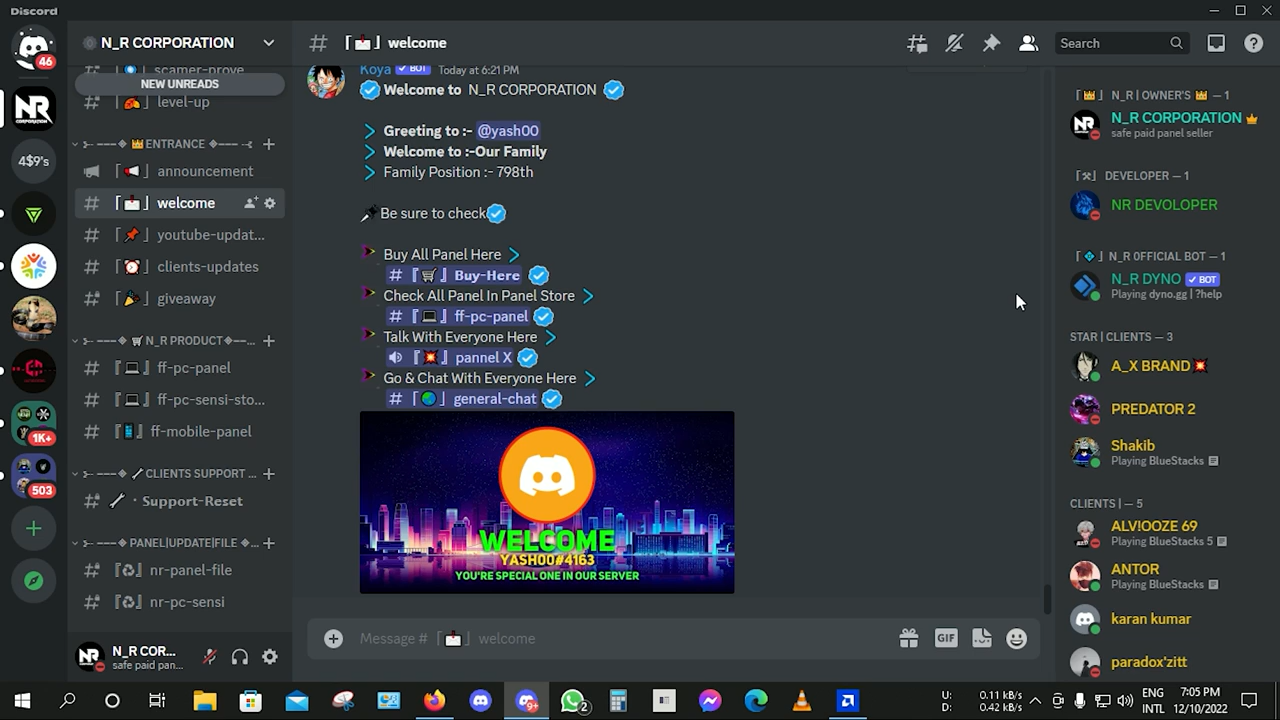 Discord
46
NR
CORPORATION
4$9's
1K+
503
N_R CORPORATION
scamer-prove
NEW UNREADS
level-up
ENTRANCE
announcement
welcome
youtube-updat...
clients-updates
giveaway
N_R PRODUCT
ff-pc-panel
ff-pc-sensi-sto...
ff-mobile-panel
CLIENTS SUPPORT ...
Support-Reset
PANEL|UPDATE|FILE
nr-panel-file
nr-pc-sensi
N_R COR...
safe paid pan...
# 「📩」 welcome
Search
Koya ✓ BOT Today at 6:21 PM
Welcome to N_R CORPORATION
Greeting to :- @yash00
Welcome to :-Our Family
Family Position :- 798th
Be sure to check
Buy All Panel Here
# 『🛒』 Buy-Here
Check All Panel In Panel Store
# 『💻』 ff-pc-panel
Talk With Everyone Here
『💥』 pannel X
Go & Chat With Everyone Here
# 『🌏』 general-chat
WELCOME
YASH00#4163
YOU'RE SPECIAL ONE IN OUR SERVER
Message # 「📩」 welcome
GIF
「👑」 N_R | OWNER'S 👑 — 1
N_R CORPORATION
safe paid panel seller
「⚒」 DEVELOPER — 1
NR DEVOLOPER
「💠」 N_R OFFICIAL BOT — 1
N_R DYNO ✓ BOT
Playing dyno.gg | ?help
STAR | CLIENTS — 3
A_X BRAND💥
PREDATOR 2
Shakib
Playing BlueStacks
CLIENTS | — 5
ALV!OOZE 69
Playing BlueStacks 5
ANTOR
Playing BlueStacks
karan kumar
paradox'zitt
9+
2
U: 0.11 kB/s
D: 0.42 kB/s
ENG
INTL
7:05 PM
12/10/2022